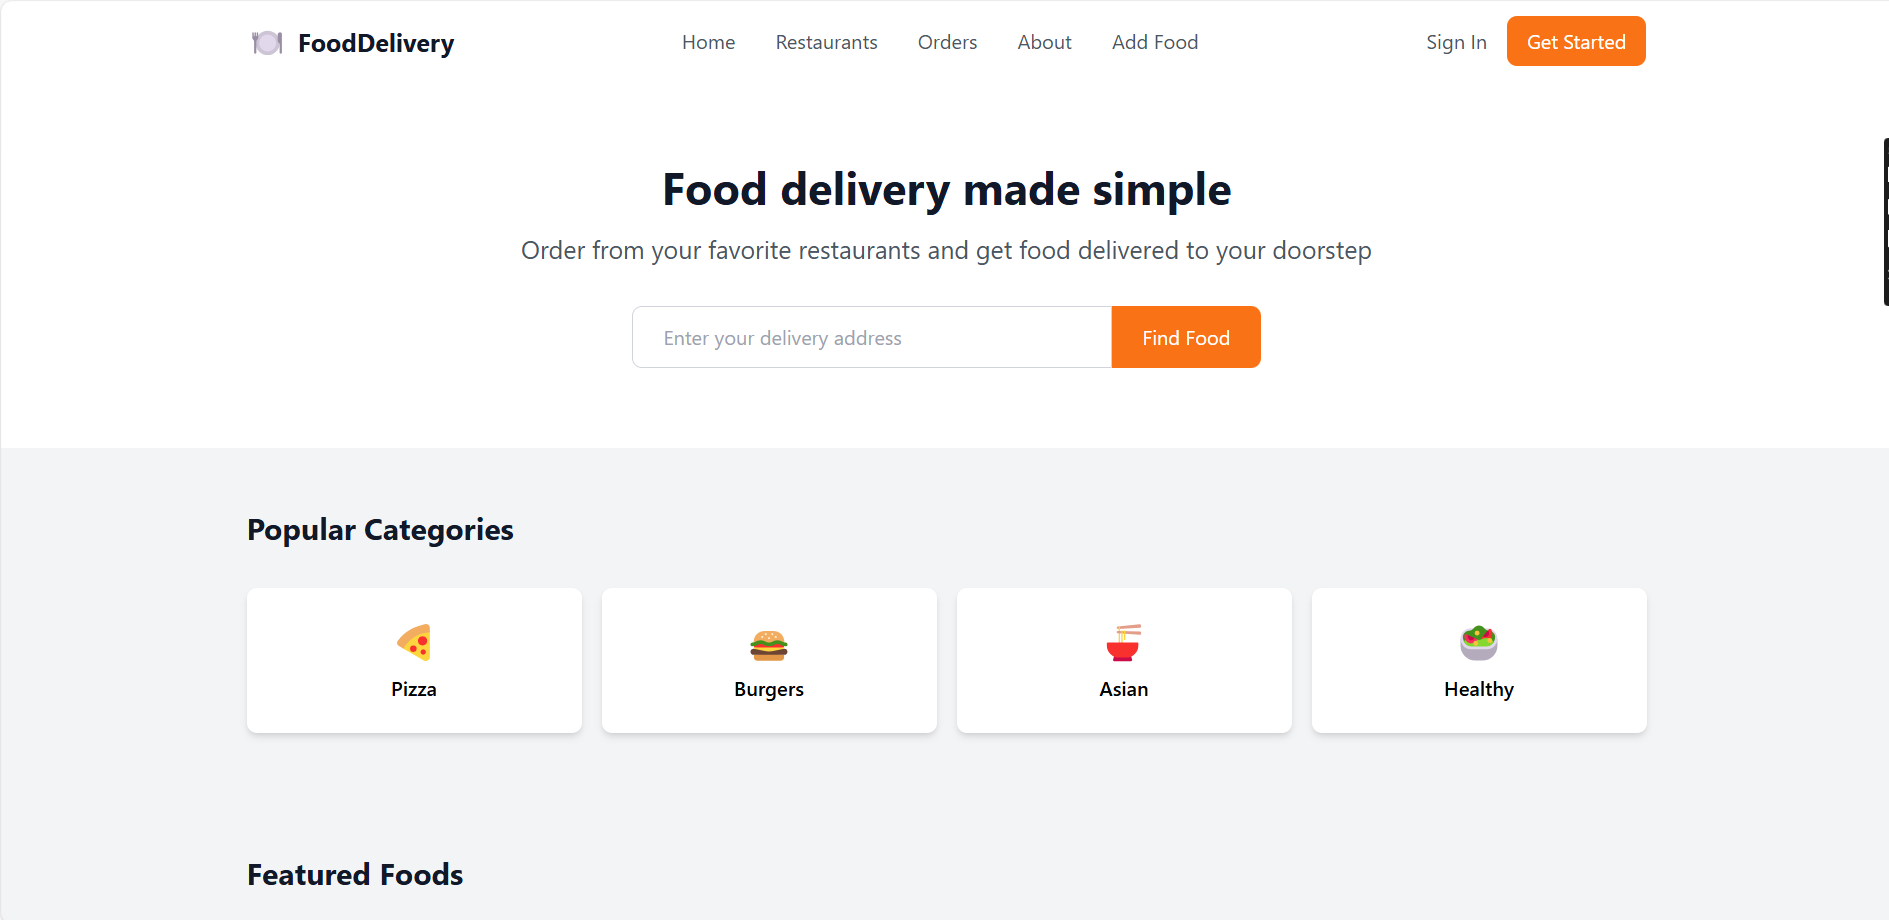 FoodDelivery
Home Restaurants Orders About Add Food
Sign In Get Started
Food delivery made simple
Order from your favorite restaurants and get food delivered to your doorstep
Enter your delivery address Find Food
Popular Categories
Pizza Burgers Asian Healthy
Featured Foods